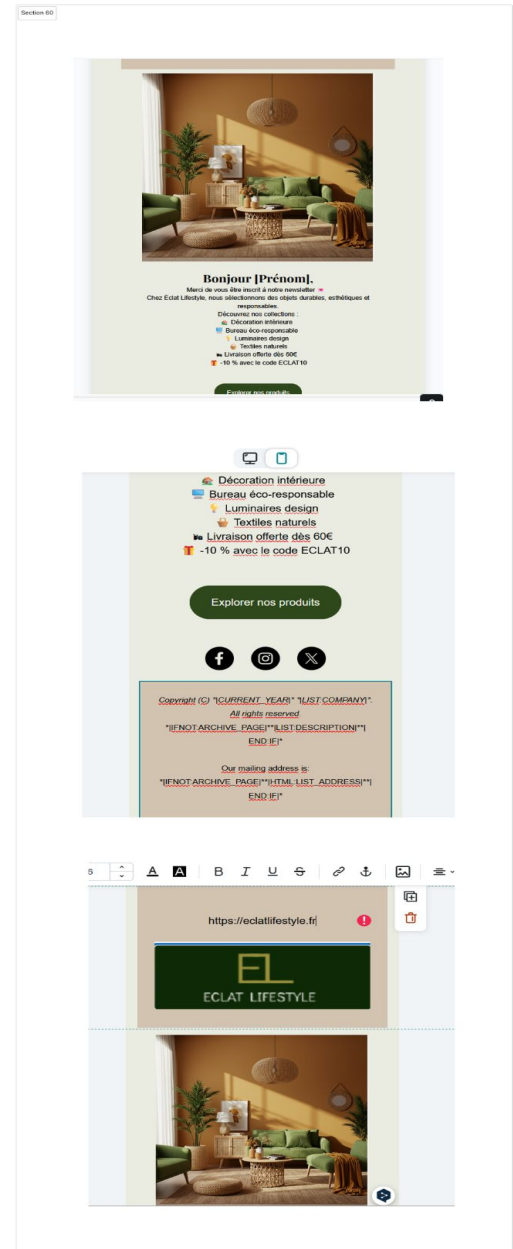 Section 60
Bonjour [Prénom],
Merci de vous être inscrit à notre newsletter
Chez Éclat Lifestyle, nous sélectionnons des objets durables, esthétiques et
responsables.
Découvrez nos collections :
Décoration intérieure
Bureau éco-responsable
Luminaires design
Textiles naturels
Livraison offerte dès 60€
-10 % avec le code ECLAT10
Explorer nos produits
Décoration intérieure
Bureau éco-responsable
Luminaires design
Textiles naturels
Livraison offerte dès 60€
-10 % avec le code ECLAT10
Explorer nos produits
Copyright (C) *|CURRENT_YEAR|* *|LIST:COMPANY|*.
All rights reserved.
*|IFNOT:ARCHIVE_PAGE|**|LIST:DESCRIPTION|**|
END:IF|*
Our mailing address is:
*|IFNOT:ARCHIVE_PAGE|**|HTML:LIST_ADDRESS|**|
END:IF|*
A A B I U S
https://eclatlifestyle.fr
EL
ECLAT LIFESTYLE